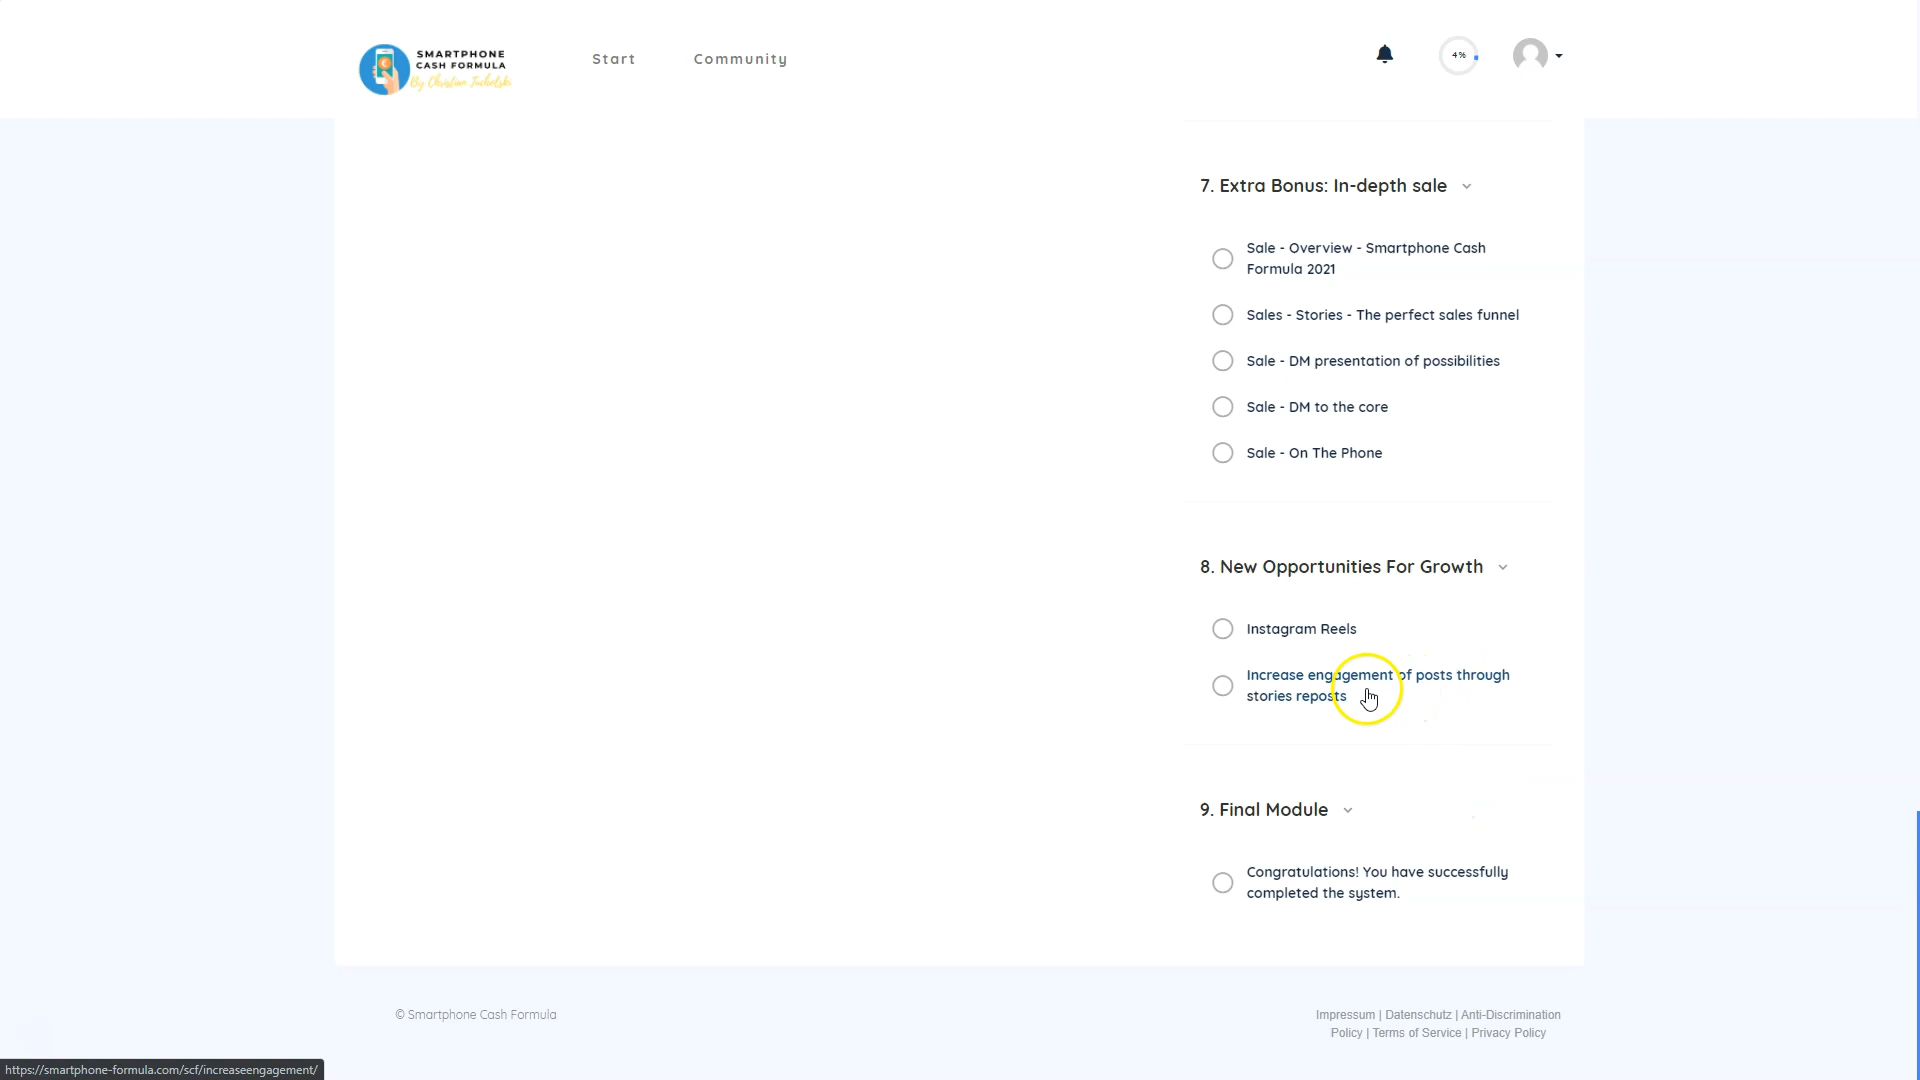 SMARTPHONE
CASH FORMULA
Start
Community
4%
7. Extra Bonus: In-depth sale
Sale - Overview - Smartphone Cash
Formula 2021
Sales - Stories - The perfect sales funnel
Sale - DM presentation of possibilities
Sale - DM to the core
Sale - On The Phone
8. New Opportunities For Growth
Instagram Reels
Increase engagement of posts through
stories reposts
9. Final Module
Congratulations! You have successfully
completed the system.
© Smartphone Cash Formula
Impressum | Datenschutz | Anti-Discrimination
Policy | Terms of Service | Privacy Policy
https://smartphone-formula.com/scf/increaseengagement/